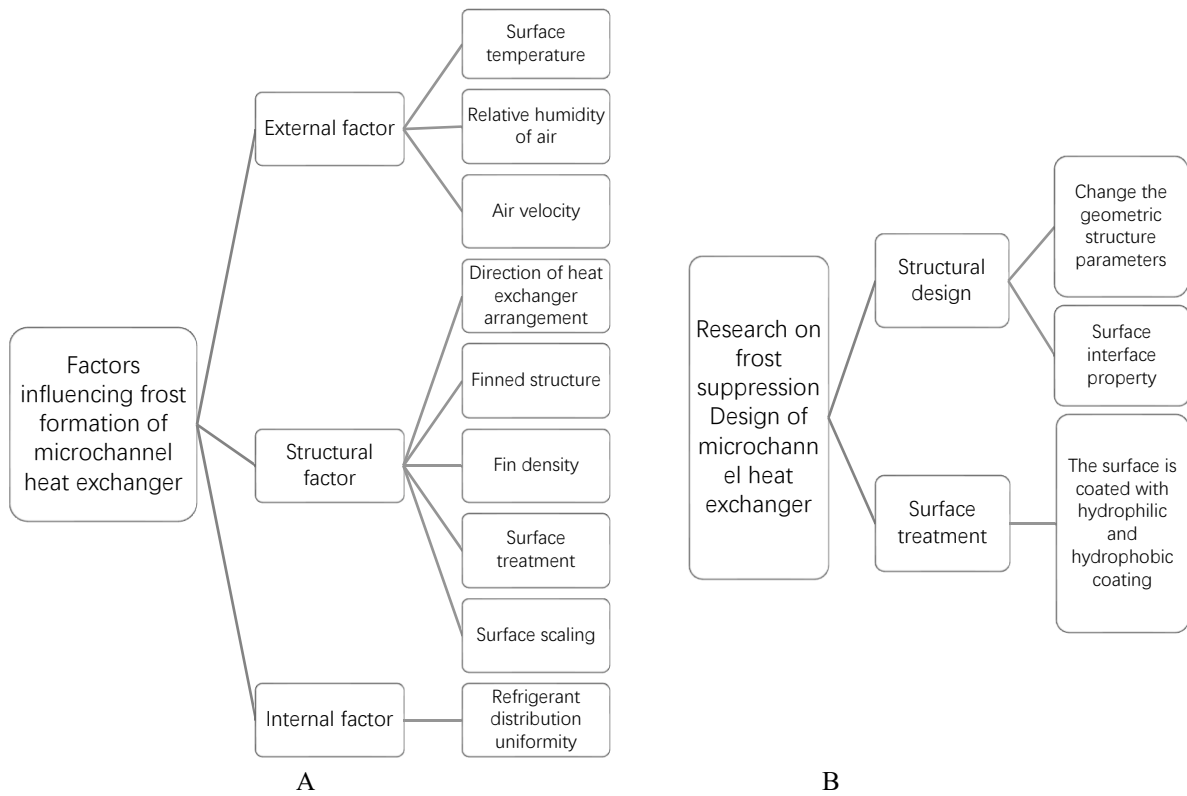 Factors
influencing frost
formation of
microchannel
heat exchanger
External factor
Surface
temperature
Relative humidity
of air
Air velocity
Structural
factor
Direction of heat
exchanger
arrangement
Finned structure
Fin density
Surface
treatment
Surface scaling
Internal factor
Refrigerant
distribution
uniformity
A
Research on
frost
suppression
Design of
microchann
el heat
exchanger
Structural
design
Change the
geometric
structure
parameters
Surface
interface
property
Surface
treatment
The surface is
coated with
hydrophilic
and
hydrophobic
coating
B